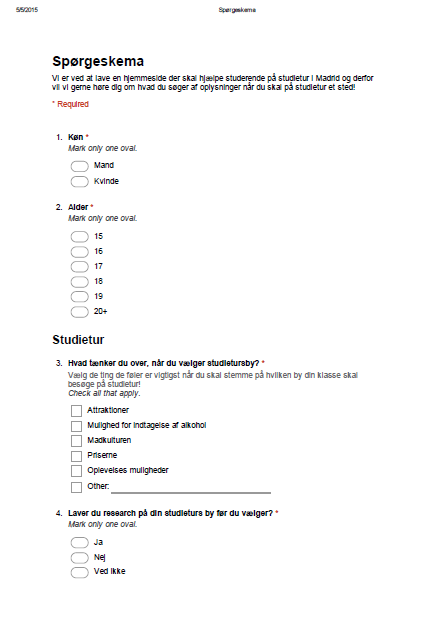 5/5/2015 Spørgeskema
Spørgeskema
Vi er ved at lave en hjemmeside der skal hjælpe studerende på studietur i Madrid og derfor
vil vi gerne høre dig om hvad du søger af oplysninger når du skal på studietur et sted!
* Required
1. Køn *
Mark only one oval.
Mand
Kvinde
2. Alder *
Mark only one oval.
15
16
17
18
19
20+
Studietur
3. Hvad tænker du over, når du vælger studietursby? *
Vælg de ting de føler er vigtigst når du skal stemme på hvilken by din klasse skal
besøge på studietur!
Check all that apply.
Attraktioner
Mulighed for indtagelse af alkohol
Madkulturen
Priserne
Oplevelses muligheder
Other:
4. Laver du research på din studieturs by før du vælger? *
Mark only one oval.
Ja
Nej
Ved ikke